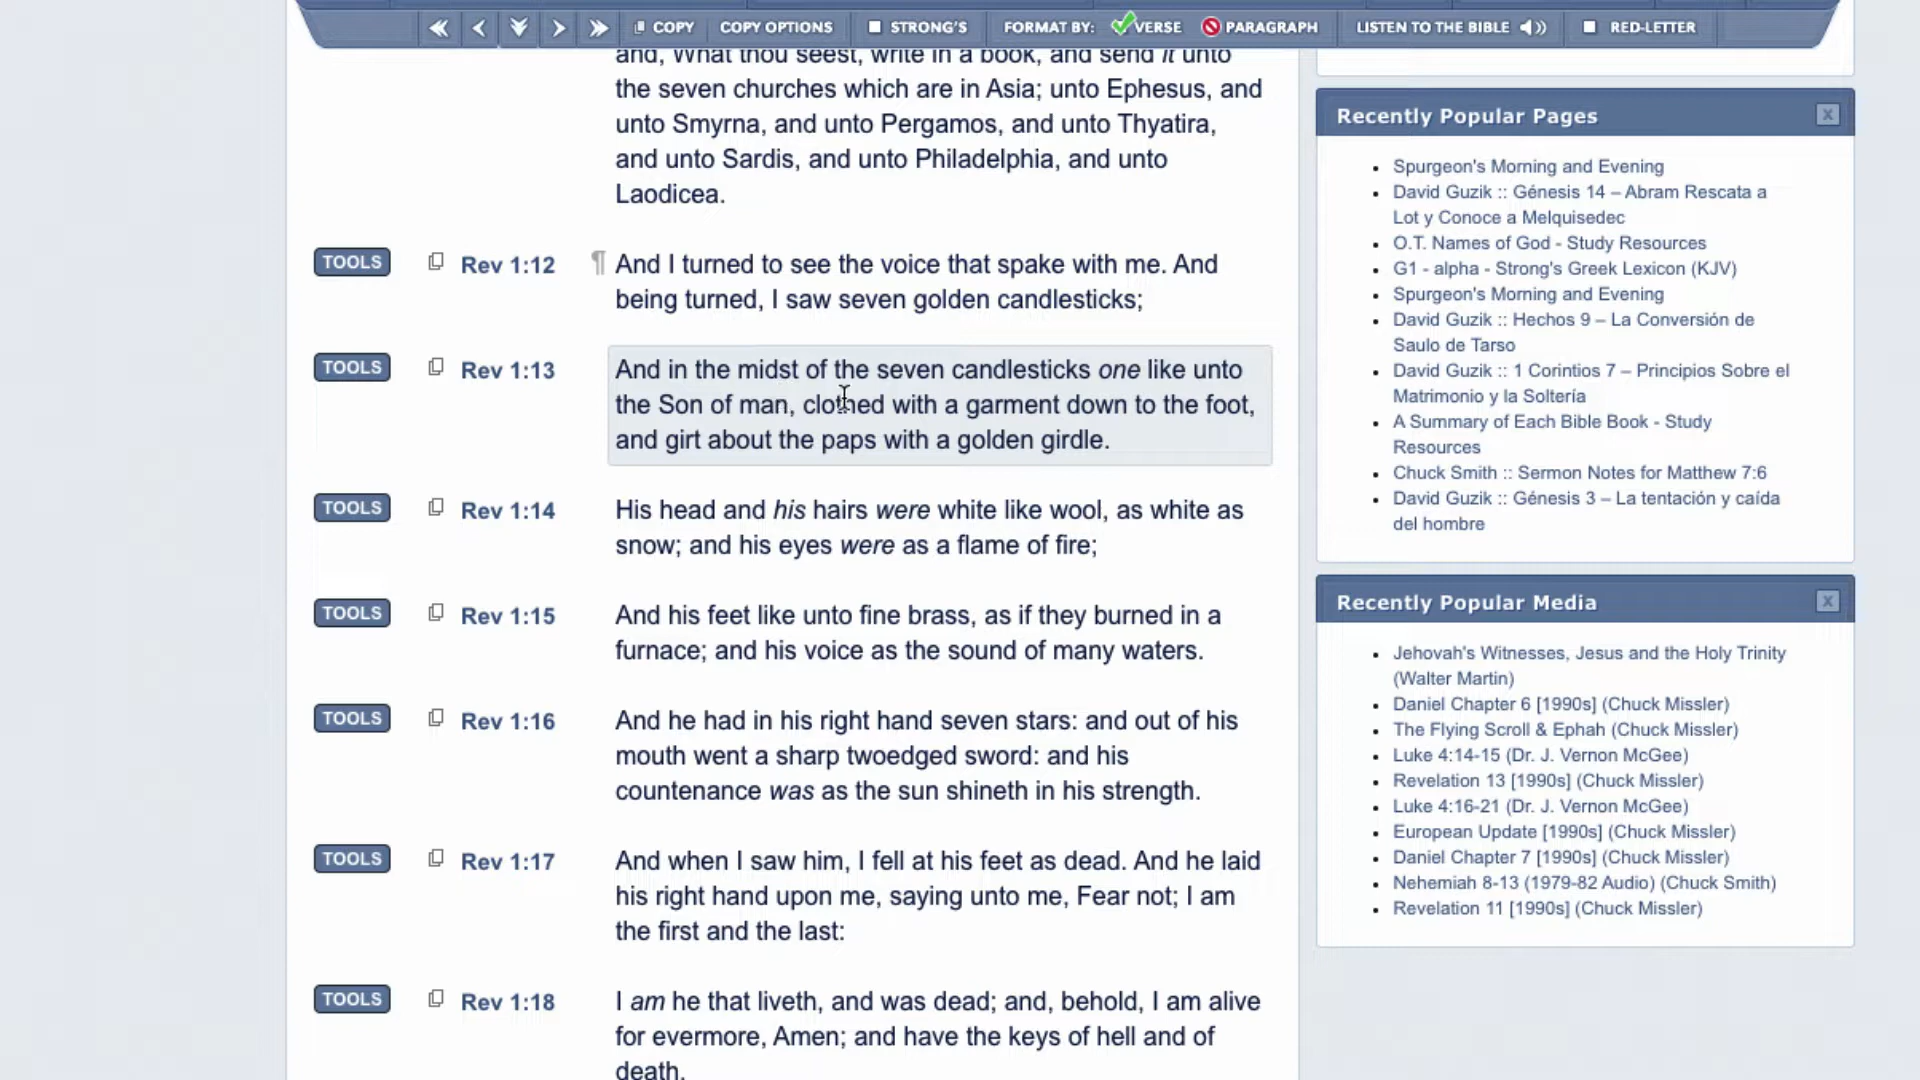 COPY COPY OPTIONS STRONG'S FORMAT BY: VERSE PARAGRAPH LISTEN TO THE BIBLE RED-LETTER
and, What thou seest, write in a book, and send it unto
the seven churches which are in Asia; unto Ephesus, and
unto Smyrna, and unto Pergamos, and unto Thyatira,
and unto Sardis, and unto Philadelphia, and unto
Laodicea.
TOOLS Rev 1:12 ¶ And I turned to see the voice that spake with me. And
being turned, I saw seven golden candlesticks;
TOOLS Rev 1:13 And in the midst of the seven candlesticks one like unto
the Son of man, clothed with a garment down to the foot,
and girt about the paps with a golden girdle.
TOOLS Rev 1:14 His head and his hairs were white like wool, as white as
snow; and his eyes were as a flame of fire;
TOOLS Rev 1:15 And his feet like unto fine brass, as if they burned in a
furnace; and his voice as the sound of many waters.
TOOLS Rev 1:16 And he had in his right hand seven stars: and out of his
mouth went a sharp twoedged sword: and his
countenance was as the sun shineth in his strength.
TOOLS Rev 1:17 And when I saw him, I fell at his feet as dead. And he laid
his right hand upon me, saying unto me, Fear not; I am
the first and the last:
TOOLS Rev 1:18 I am he that liveth, and was dead; and, behold, I am alive
for evermore, Amen; and have the keys of hell and of
death.
Recently Popular Pages x
Spurgeon's Morning and Evening
David Guzik :: Génesis 14 – Abram Rescata a
Lot y Conoce a Melquisedec
O.T. Names of God - Study Resources
G1 - alpha - Strong's Greek Lexicon (KJV)
Spurgeon's Morning and Evening
David Guzik :: Hechos 9 – La Conversión de
Saulo de Tarso
David Guzik :: 1 Corintios 7 – Principios Sobre el
Matrimonio y la Soltería
A Summary of Each Bible Book - Study
Resources
Chuck Smith :: Sermon Notes for Matthew 7:6
David Guzik :: Génesis 3 – La tentación y caída
del hombre
Recently Popular Media x
Jehovah's Witnesses, Jesus and the Holy Trinity
(Walter Martin)
Daniel Chapter 6 [1990s] (Chuck Missler)
The Flying Scroll & Ephah (Chuck Missler)
Luke 4:14-15 (Dr. J. Vernon McGee)
Revelation 13 [1990s] (Chuck Missler)
Luke 4:16-21 (Dr. J. Vernon McGee)
European Update [1990s] (Chuck Missler)
Daniel Chapter 7 [1990s] (Chuck Missler)
Nehemiah 8-13 (1979-82 Audio) (Chuck Smith)
Revelation 11 [1990s] (Chuck Missler)